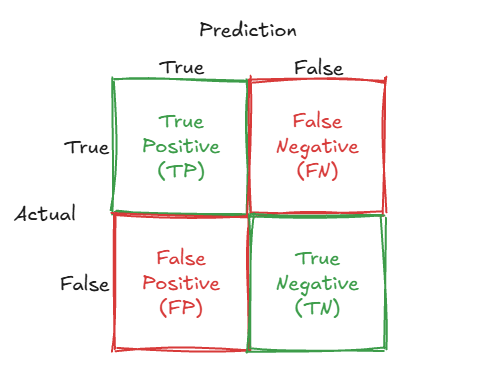 Prediction
True False
True
True
Positive
(TP)
False
Negative
(FN)
Actual
False
False
Positive
(FP)
True
Negative
(TN)